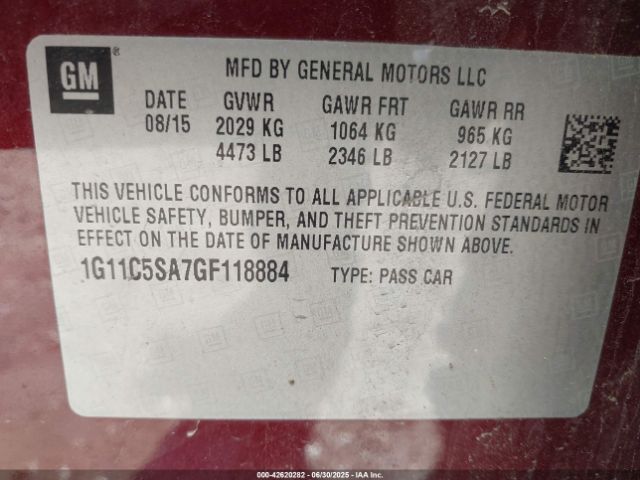 GM ®
MFD BY GENERAL MOTORS LLC
DATE GVWR GAWR FRT GAWR RR
08/15 2029 KG 1064 KG 965 KG
4473 LB 2346 LB 2127 LB
THIS VEHICLE CONFORMS TO ALL APPLICABLE U.S. FEDERAL MOTOR
VEHICLE SAFETY, BUMPER, AND THEFT PREVENTION STANDARDS IN
EFFECT ON THE DATE OF MANUFACTURE SHOWN ABOVE.
1G11C5SA7GF118884 TYPE: PASS CAR
000-42620282 - 06/30/2025 - IAA Corp.